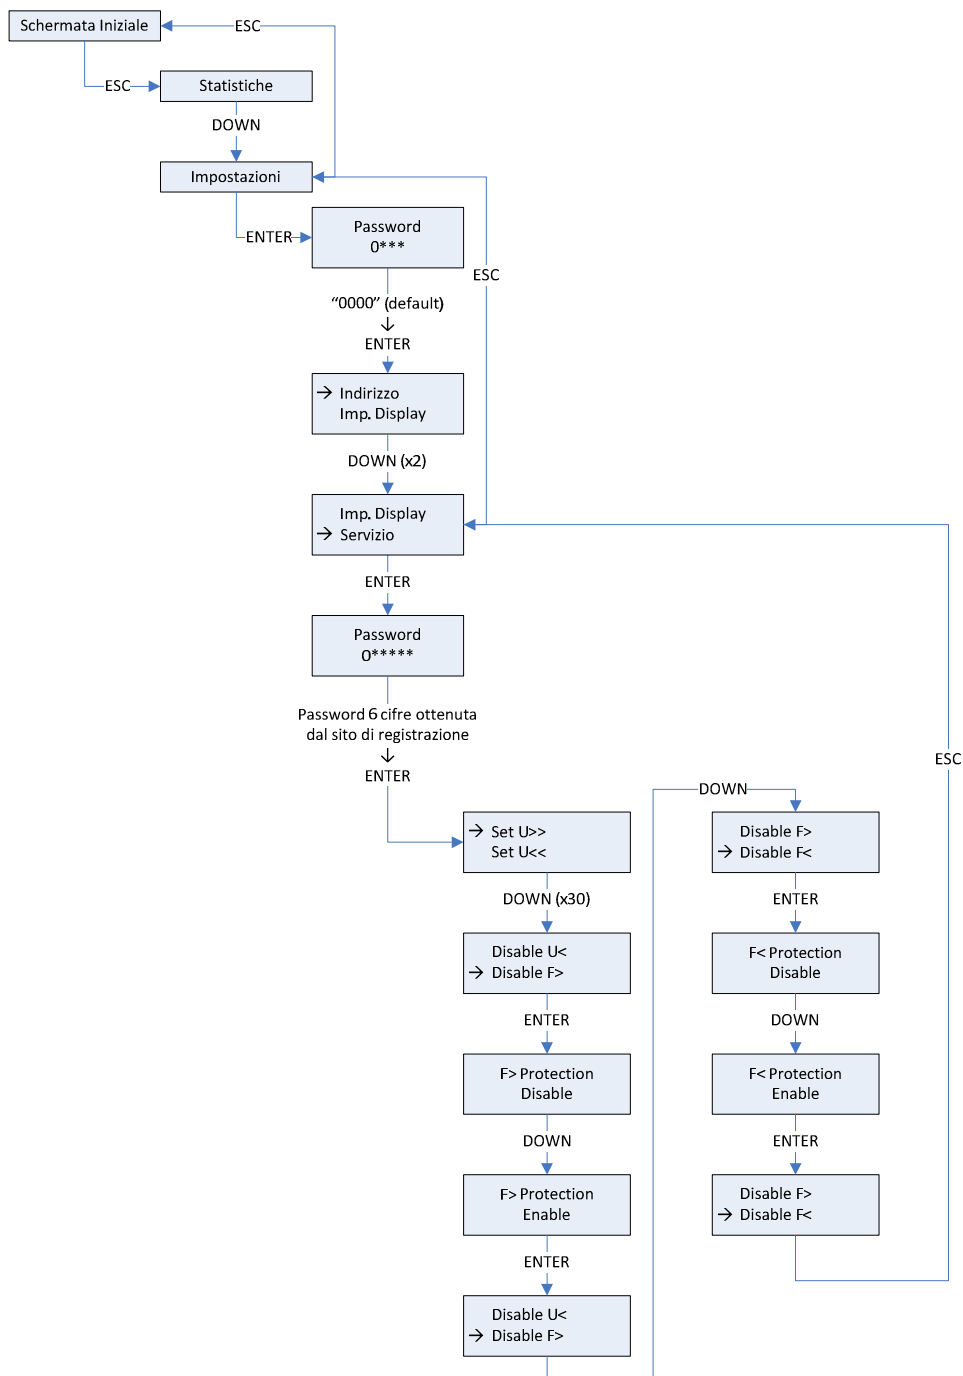 Schermata Iniziale
ESC
ESC
Statistiche
DOWN
Impostazioni
ENTER
Password
0***
ESC
“0000” (default)
↓
ENTER
→ Indirizzo
Imp. Display
DOWN (x2)
Imp. Display
→ Servizio
ENTER
Password
0*****
Password 6 cifre ottenuta
dal sito di registrazione
↓
ENTER
→ Set U>>
Set U<<
DOWN (x30)
Disable U<
→ Disable F>
ENTER
F> Protection
Disable
DOWN
F> Protection
Enable
ENTER
Disable U<
→ Disable F>
DOWN
Disable F>
→ Disable F<
ENTER
F< Protection
Disable
DOWN
F< Protection
Enable
ENTER
Disable F>
→ Disable F<
ESC